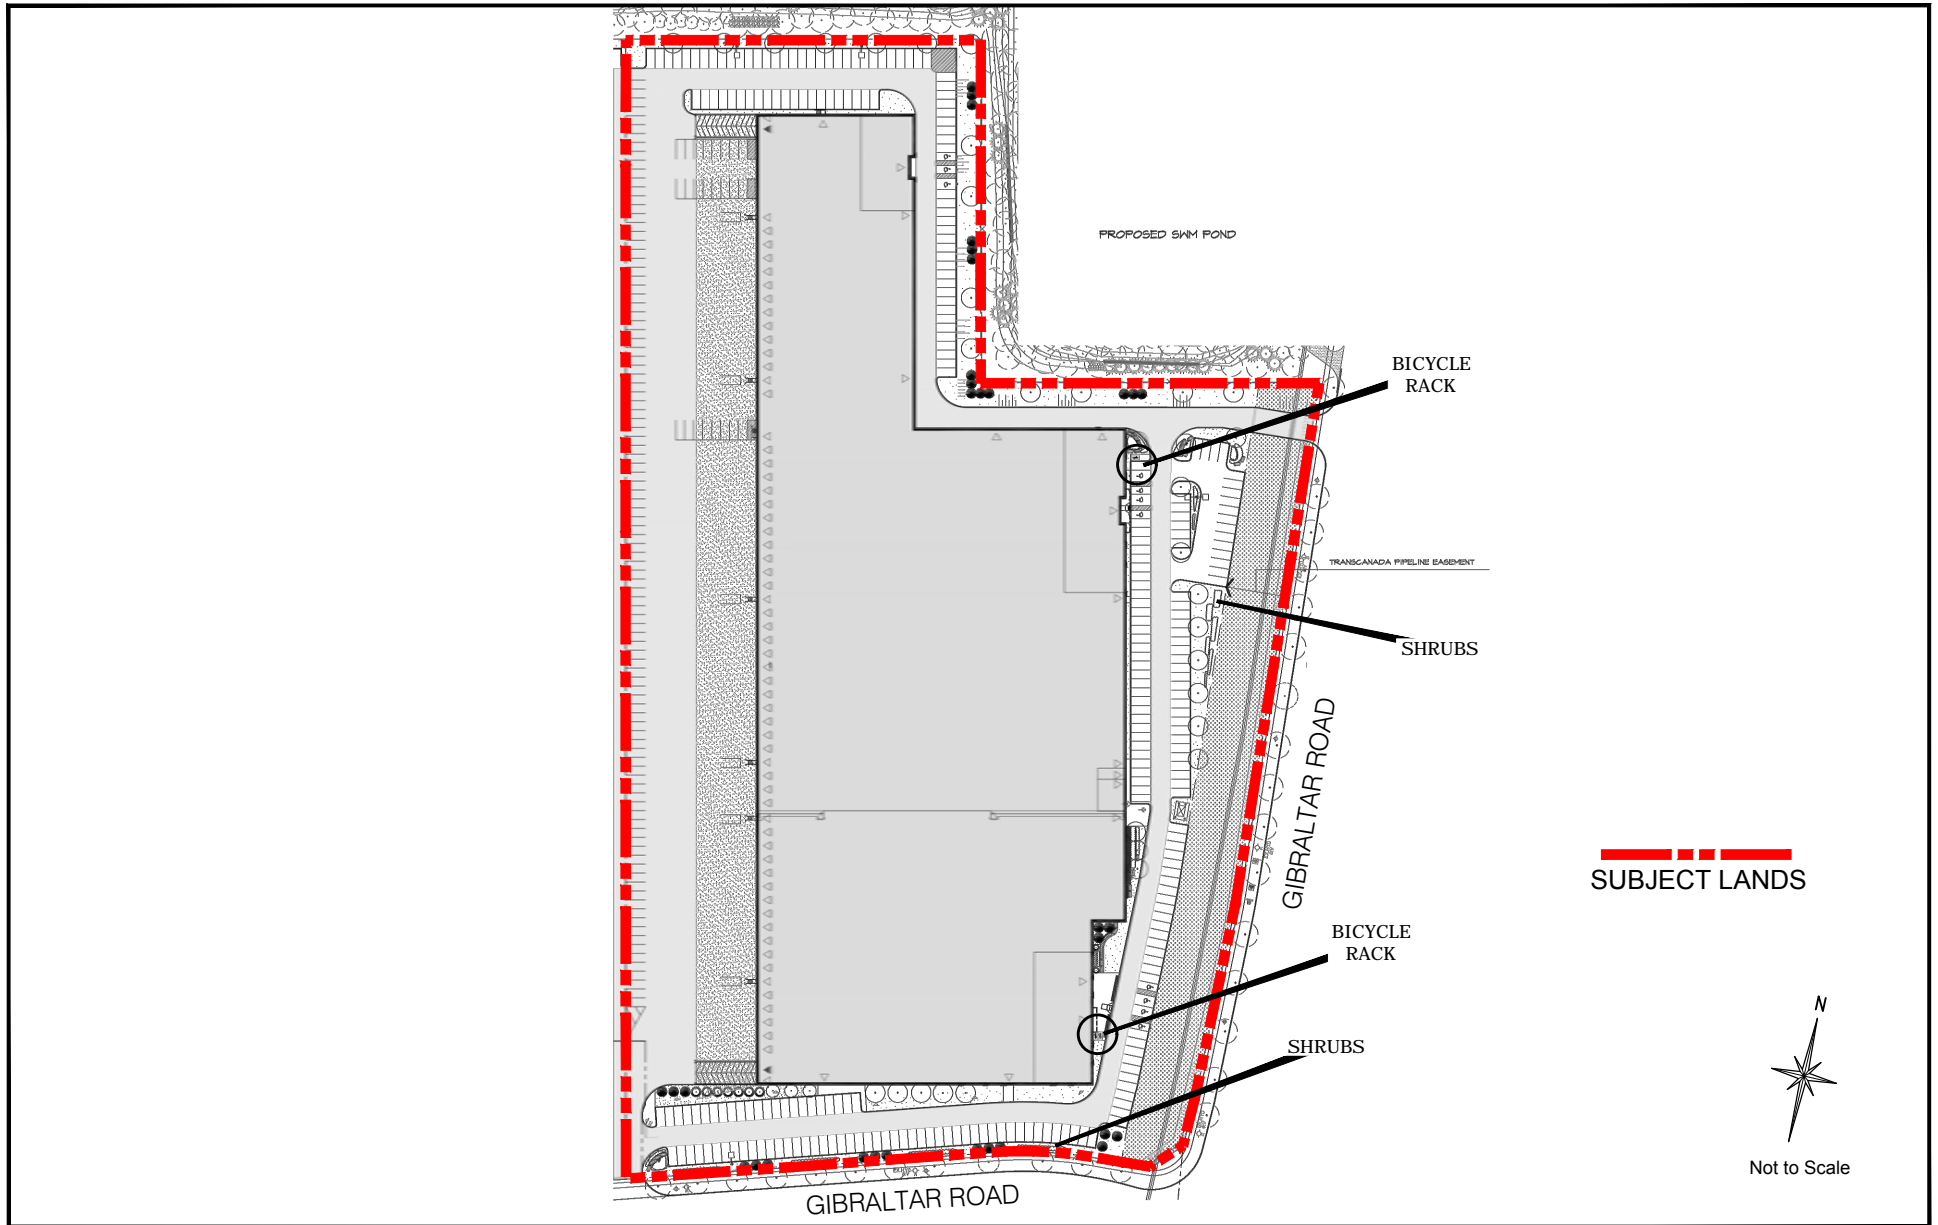 PROPOSED SWM POND
BICYCLE
RACK
TRANSCANADA PIPELINE EASEMENT
SHRUBS
GIBRALTAR ROAD
SUBJECT LANDS
BICYCLE
RACK
SHRUBS
N
Not to Scale
GIBRALTAR ROAD